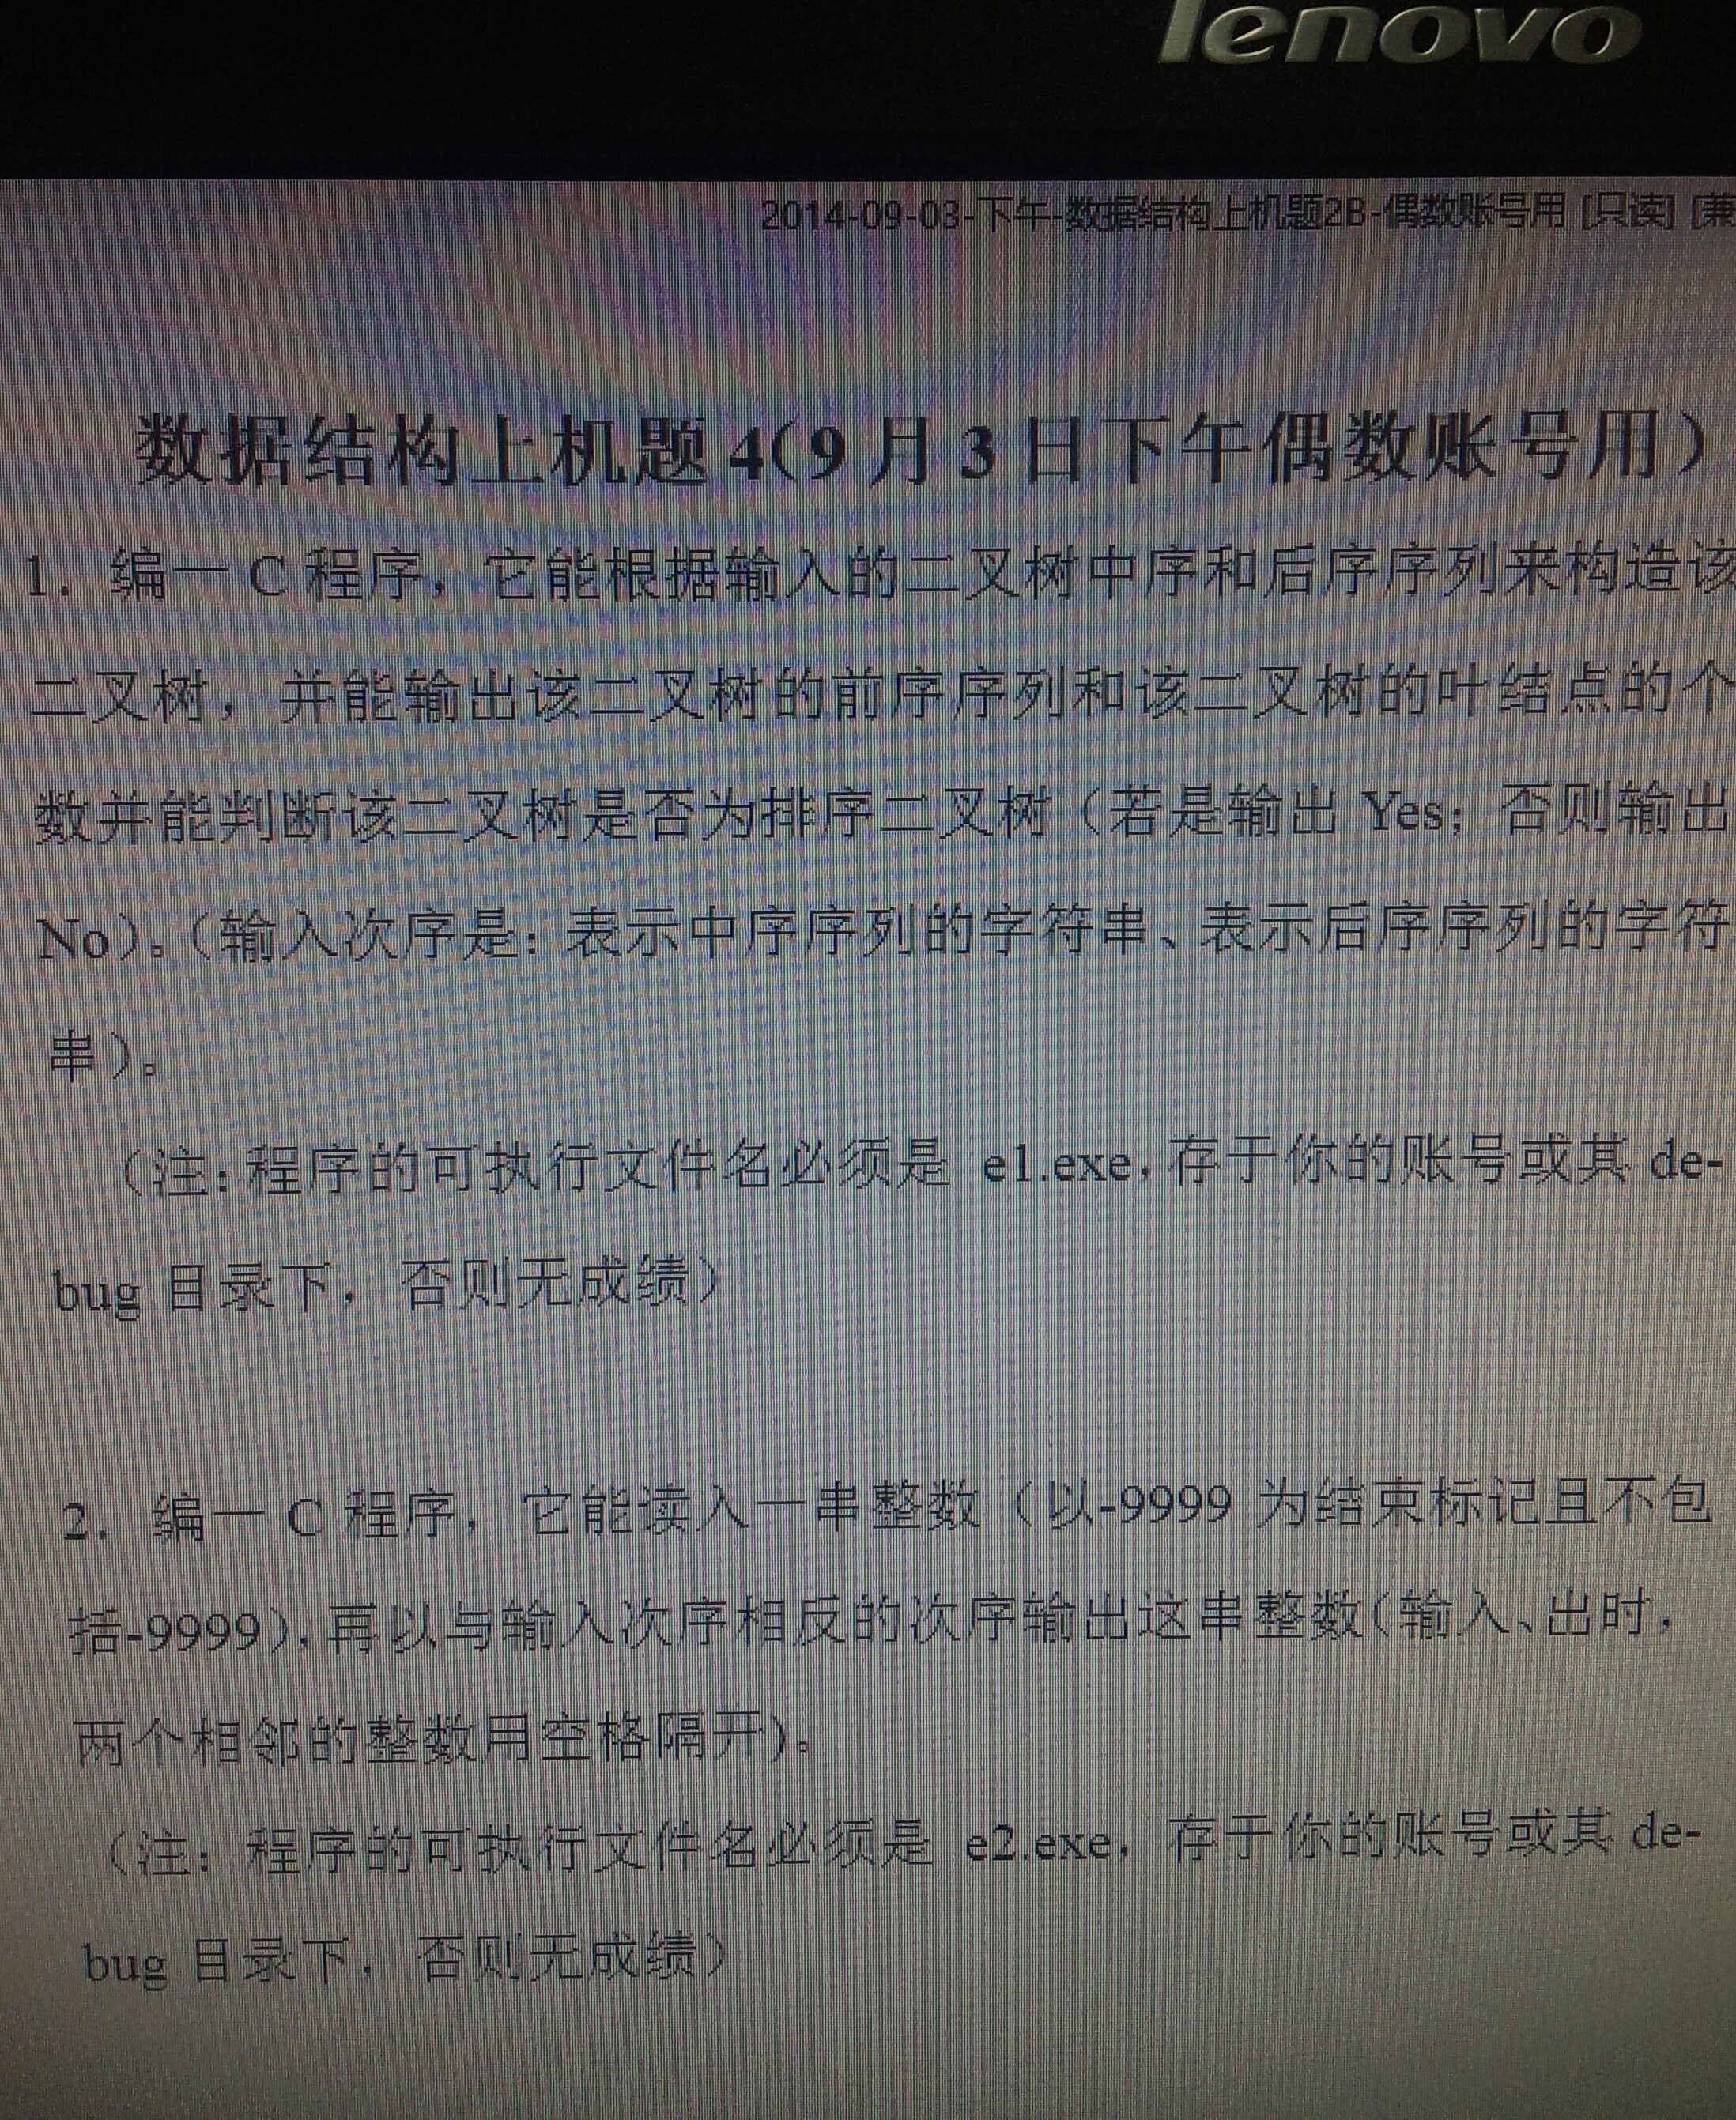 lenovo
2014-09-03-下午-数据结构上机题2B-偶数账号用 [只读] [兼
数据结构上机题4(9月3日下午偶数账号用)
1. 编一C程序，它能根据输入的二叉树中序和后序序列来构造该
二叉树，并能输出该二叉树的前序序列和该二叉树的叶结点的个
数并能判断该二叉树是否为排序二叉树（若是输出 Yes；否则输出
No）。（输入次序是：表示中序序列的字符串、表示后序序列的字符
串）。
（注：程序的可执行文件名必须是 e1.exe，存于你的账号或其 de-
bug 目录下，否则无成绩）
2. 编一C程序，它能读入一串整数（以-9999 为结束标记且不包
括-9999），再以与输入次序相反的次序输出这串整数（输入、出时，
两个相邻的整数用空格隔开）。
（注：程序的可执行文件名必须是 e2.exe，存于你的账号或其 de-
bug 目录下，否则无成绩）